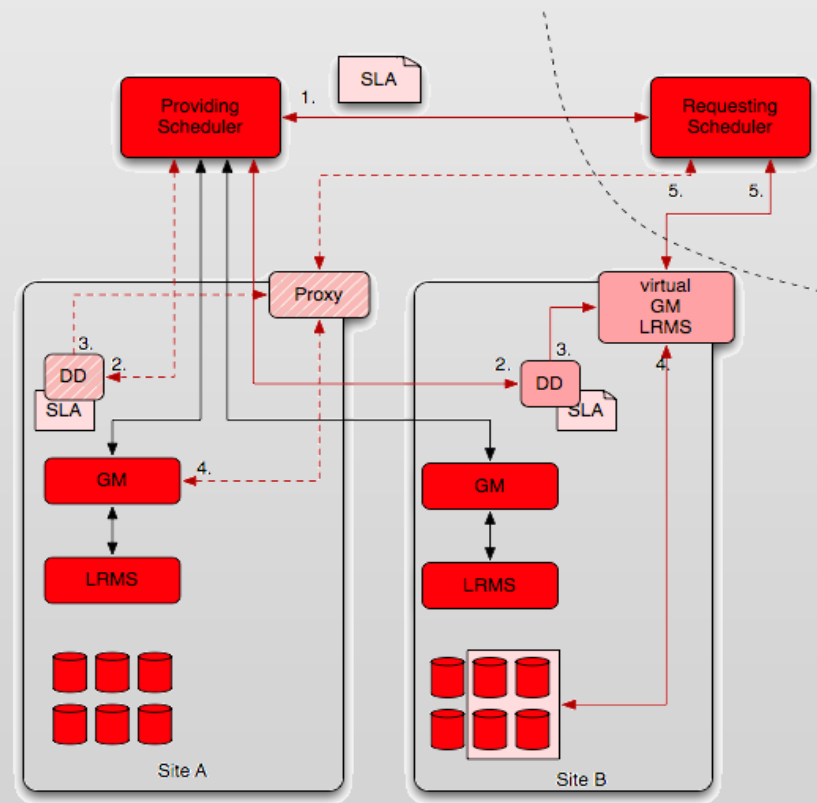 SLA
1.
Providing
Scheduler
Requesting
Scheduler
5.
5.
Proxy
virtual
GM
LRMS
3.
2.
DD
SLA
2.
3.
4.
DD
SLA
4.
GM
GM
LRMS
LRMS
Site A
Site B